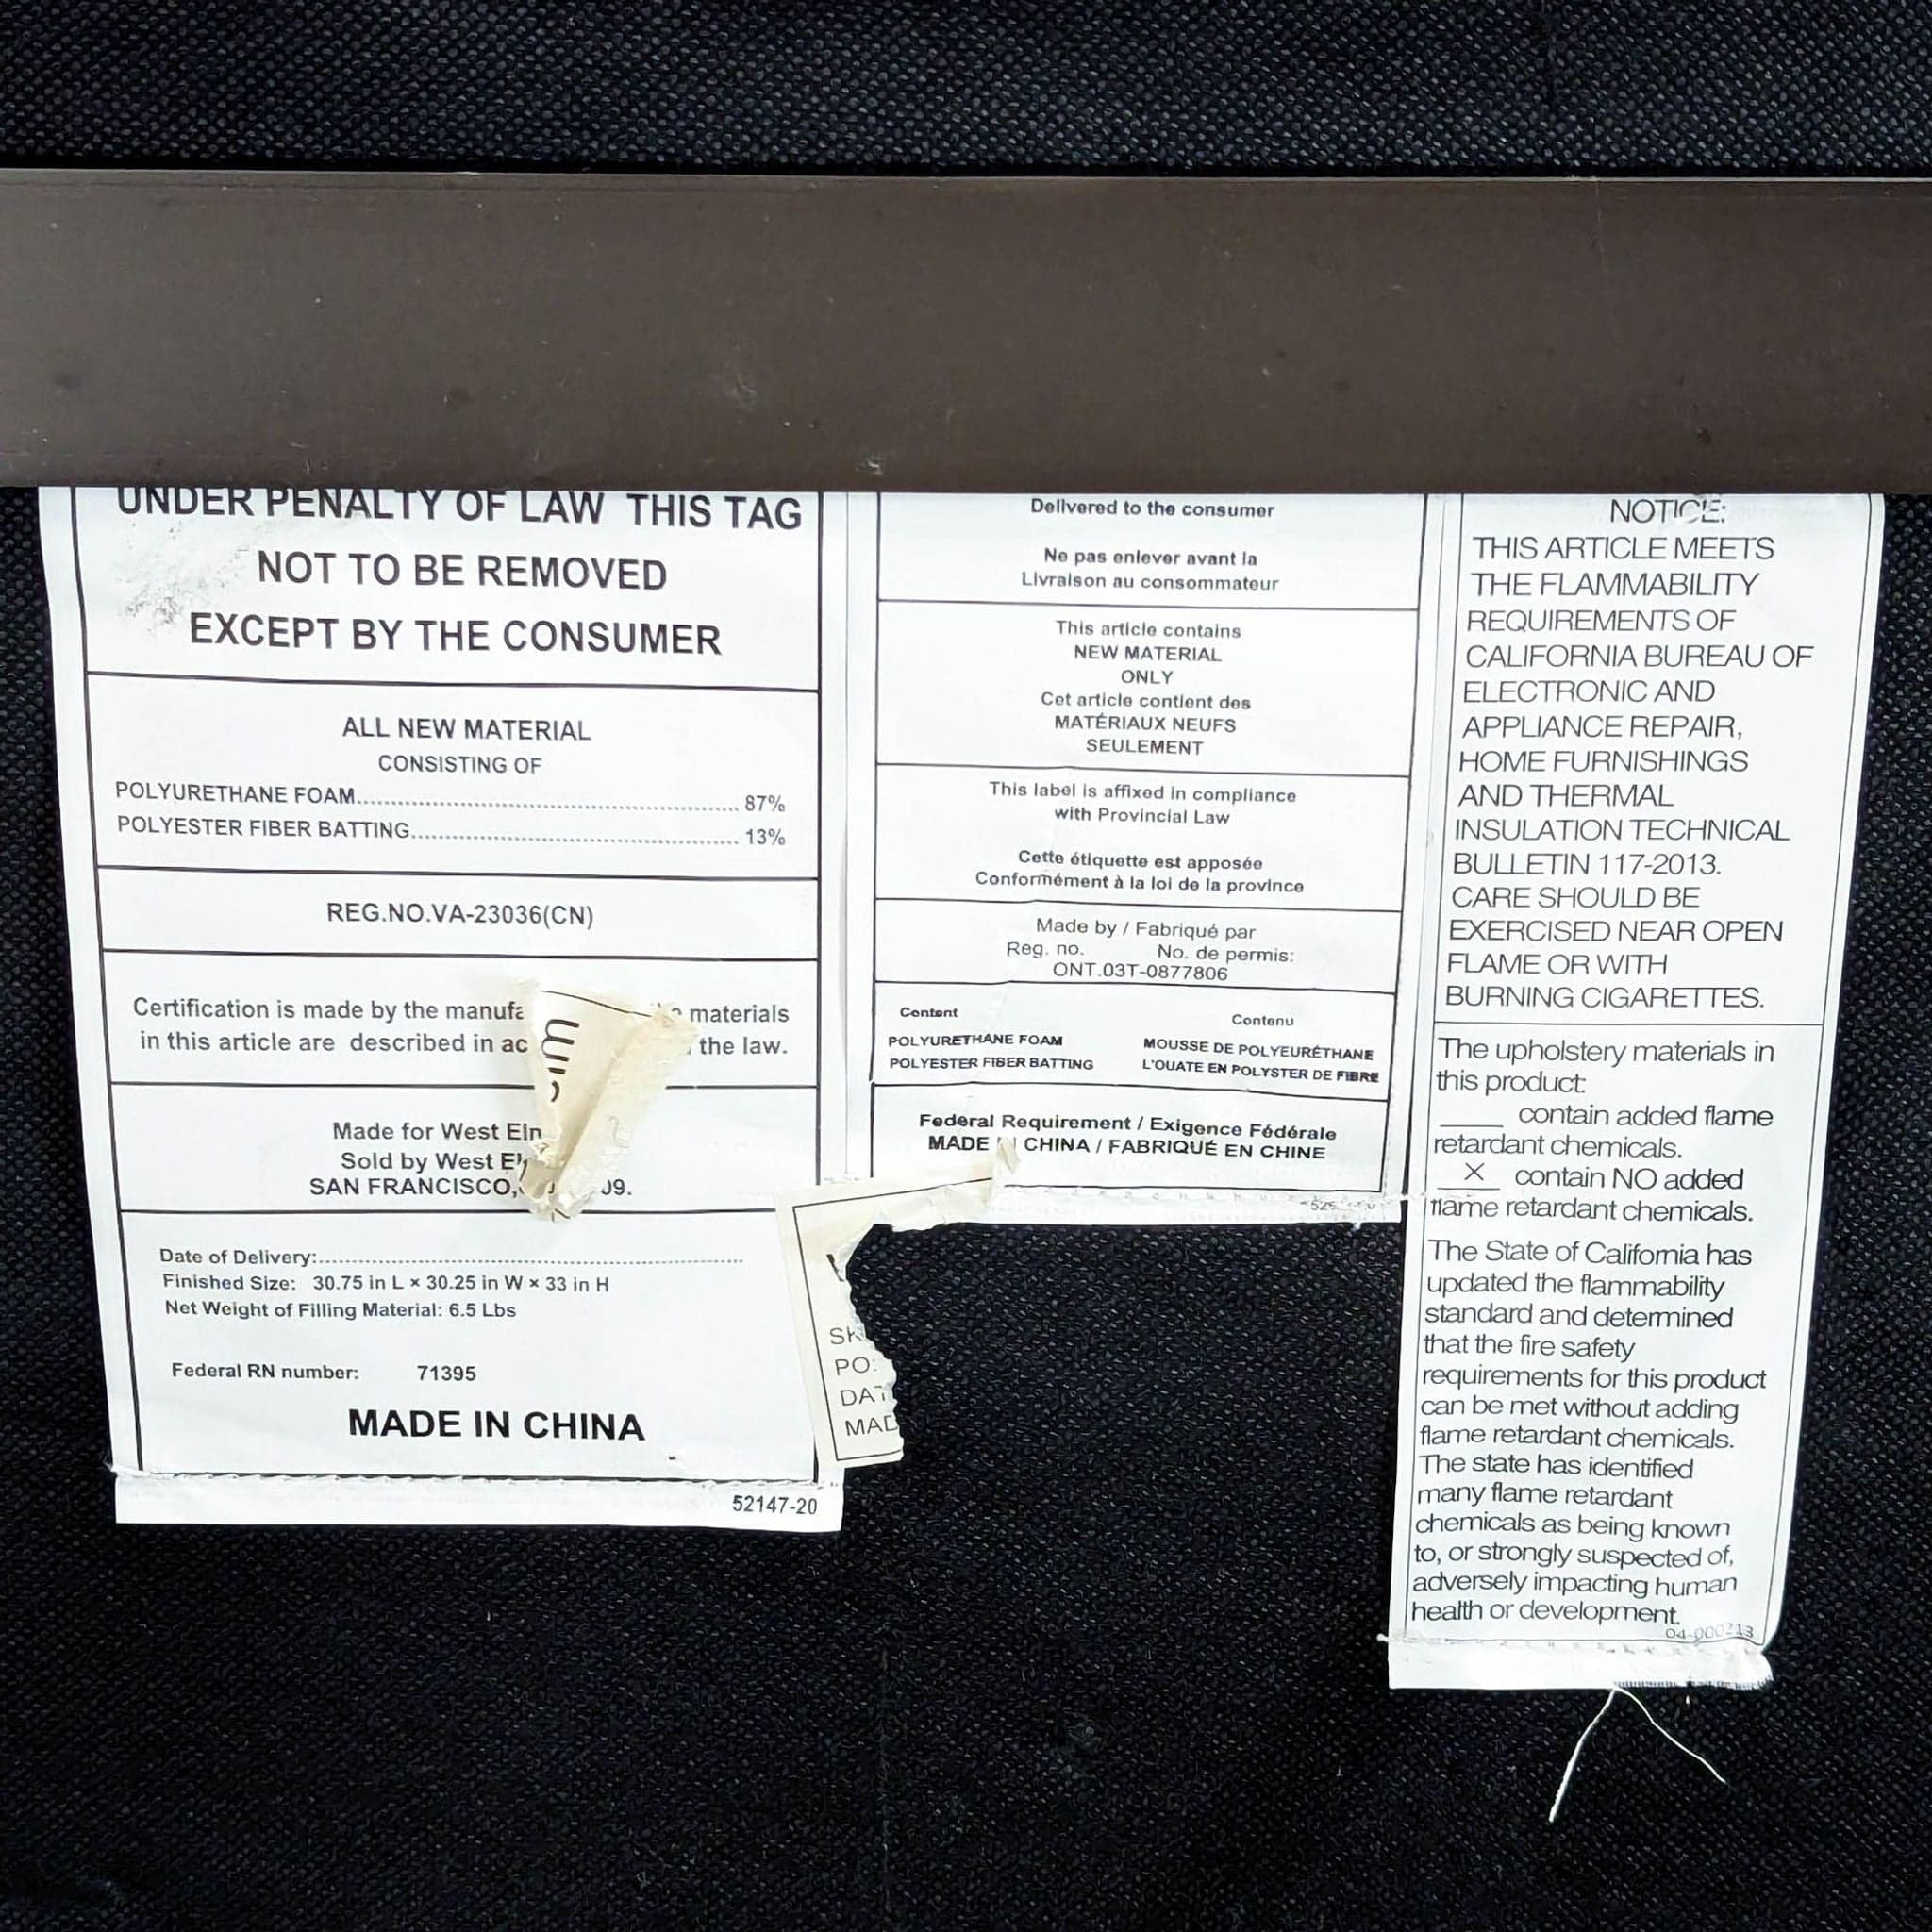 UNDER PENALTY OF LAW THIS TAG
NOT TO BE REMOVED
EXCEPT BY THE CONSUMER
ALL NEW MATERIAL
CONSISTING OF
POLYURETHANE FOAM................ 87%
POLYESTER FIBER BATTING................ 13%
REG.NO.VA-23036(CN)
Certification is made by the materials
in this article are described in the law.
Made for West
Sold by West
SAN FRANCISCO,
Date of Delivery:................
Finished Size: 30.75 in L × 30.25 in W × 33 in H
Net Weight of Filling Material: 6.5 Lbs
Federal RN number: 71395
MADE IN CHINA
52147-20
PO:
Delivered to the consumer
Ne pas enlever avant la
Livraison au consommateur
This article contains
NEW MATERIAL
ONLY
Cet article contient des
MATÉRIAUX NEUFS
SEULEMENT
This label is affixed in compliance
with Provincial Law
Cette étiquette est apposée
Conformément à la loi de la province
Made by / Fabriqué par
Reg. no. No. de permis:
ONT.03T-0877806
Content Contenu
POLYURETHANE FOAM MOUSSE DE POLYEURÉTHANE
POLYESTER FIBER BATTING L'OUATE EN POLYSTER DE FIBRE
Federal Requirement / Exigence Fédérale
MADE IN CHINA / FABRIQUÉ EN CHINE
NOTICE:
THIS ARTICLE MEETS
THE FLAMMABILITY
REQUIREMENTS OF
CALIFORNIA BUREAU OF
ELECTRONIC AND
APPLIANCE REPAIR,
HOME FURNISHINGS
AND THERMAL
INSULATION TECHNICAL
BULLETIN 117-2013.
CARE SHOULD BE
EXERCISED NEAR OPEN
FLAME OR WITH
BURNING CIGARETTES.
The upholstery materials in
this product:
____ contain added flame
retardant chemicals.
__X__ contain NO added
flame retardant chemicals.
The State of California has
updated the flammability
standard and determined
that the fire safety
requirements for this product
can be met without adding
flame retardant chemicals.
The state has identified
many flame retardant
chemicals as being known
to, or strongly suspected of,
adversely impacting human
health or development.
04-000213